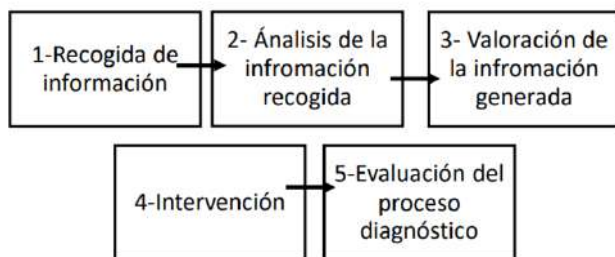 1-Recogida de
información
2- Ánalisis de la
infromación
recogida
3- Valoración de
la infromación
generada
4-Intervención
5-Evaluación del
proceso
diagnóstico